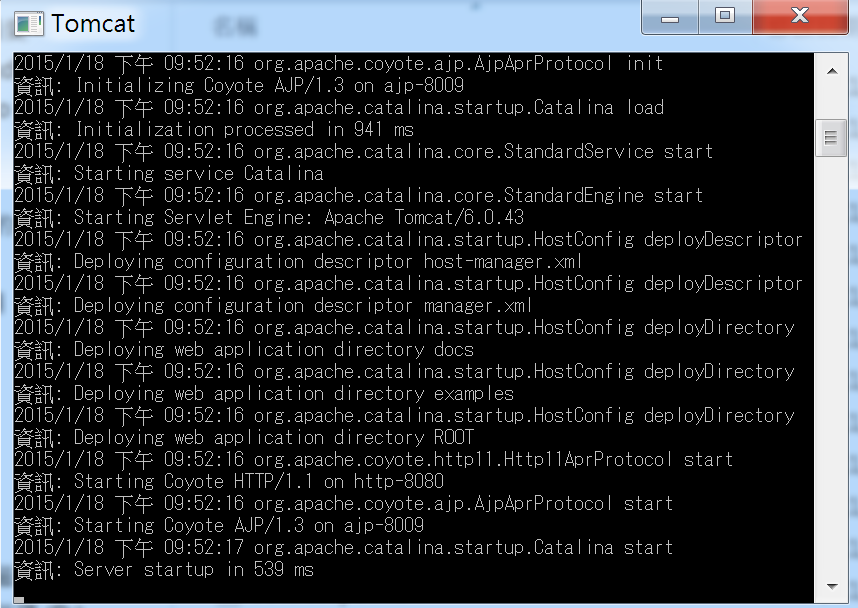 Tomcat
2015/1/18 下午 09:52:16 org.apache.coyote.ajp.AjpAprProtocol init
資訊: Initializing Coyote AJP/1.3 on ajp-8009
2015/1/18 下午 09:52:16 org.apache.catalina.startup.Catalina load
資訊: Initialization processed in 941 ms
2015/1/18 下午 09:52:16 org.apache.catalina.core.StandardService start
資訊: Starting service Catalina
2015/1/18 下午 09:52:16 org.apache.catalina.core.StandardEngine start
資訊: Starting Servlet Engine: Apache Tomcat/6.0.43
2015/1/18 下午 09:52:16 org.apache.catalina.startup.HostConfig deployDescriptor
資訊: Deploying configuration descriptor host-manager.xml
2015/1/18 下午 09:52:16 org.apache.catalina.startup.HostConfig deployDescriptor
資訊: Deploying configuration descriptor manager.xml
2015/1/18 下午 09:52:16 org.apache.catalina.startup.HostConfig deployDirectory
資訊: Deploying web application directory docs
2015/1/18 下午 09:52:16 org.apache.catalina.startup.HostConfig deployDirectory
資訊: Deploying web application directory examples
2015/1/18 下午 09:52:16 org.apache.catalina.startup.HostConfig deployDirectory
資訊: Deploying web application directory ROOT
2015/1/18 下午 09:52:16 org.apache.coyote.http11.Http11AprProtocol start
資訊: Starting Coyote HTTP/1.1 on http-8080
2015/1/18 下午 09:52:16 org.apache.coyote.ajp.AjpAprProtocol start
資訊: Starting Coyote AJP/1.3 on ajp-8009
2015/1/18 下午 09:52:17 org.apache.catalina.startup.Catalina start
資訊: Server startup in 539 ms